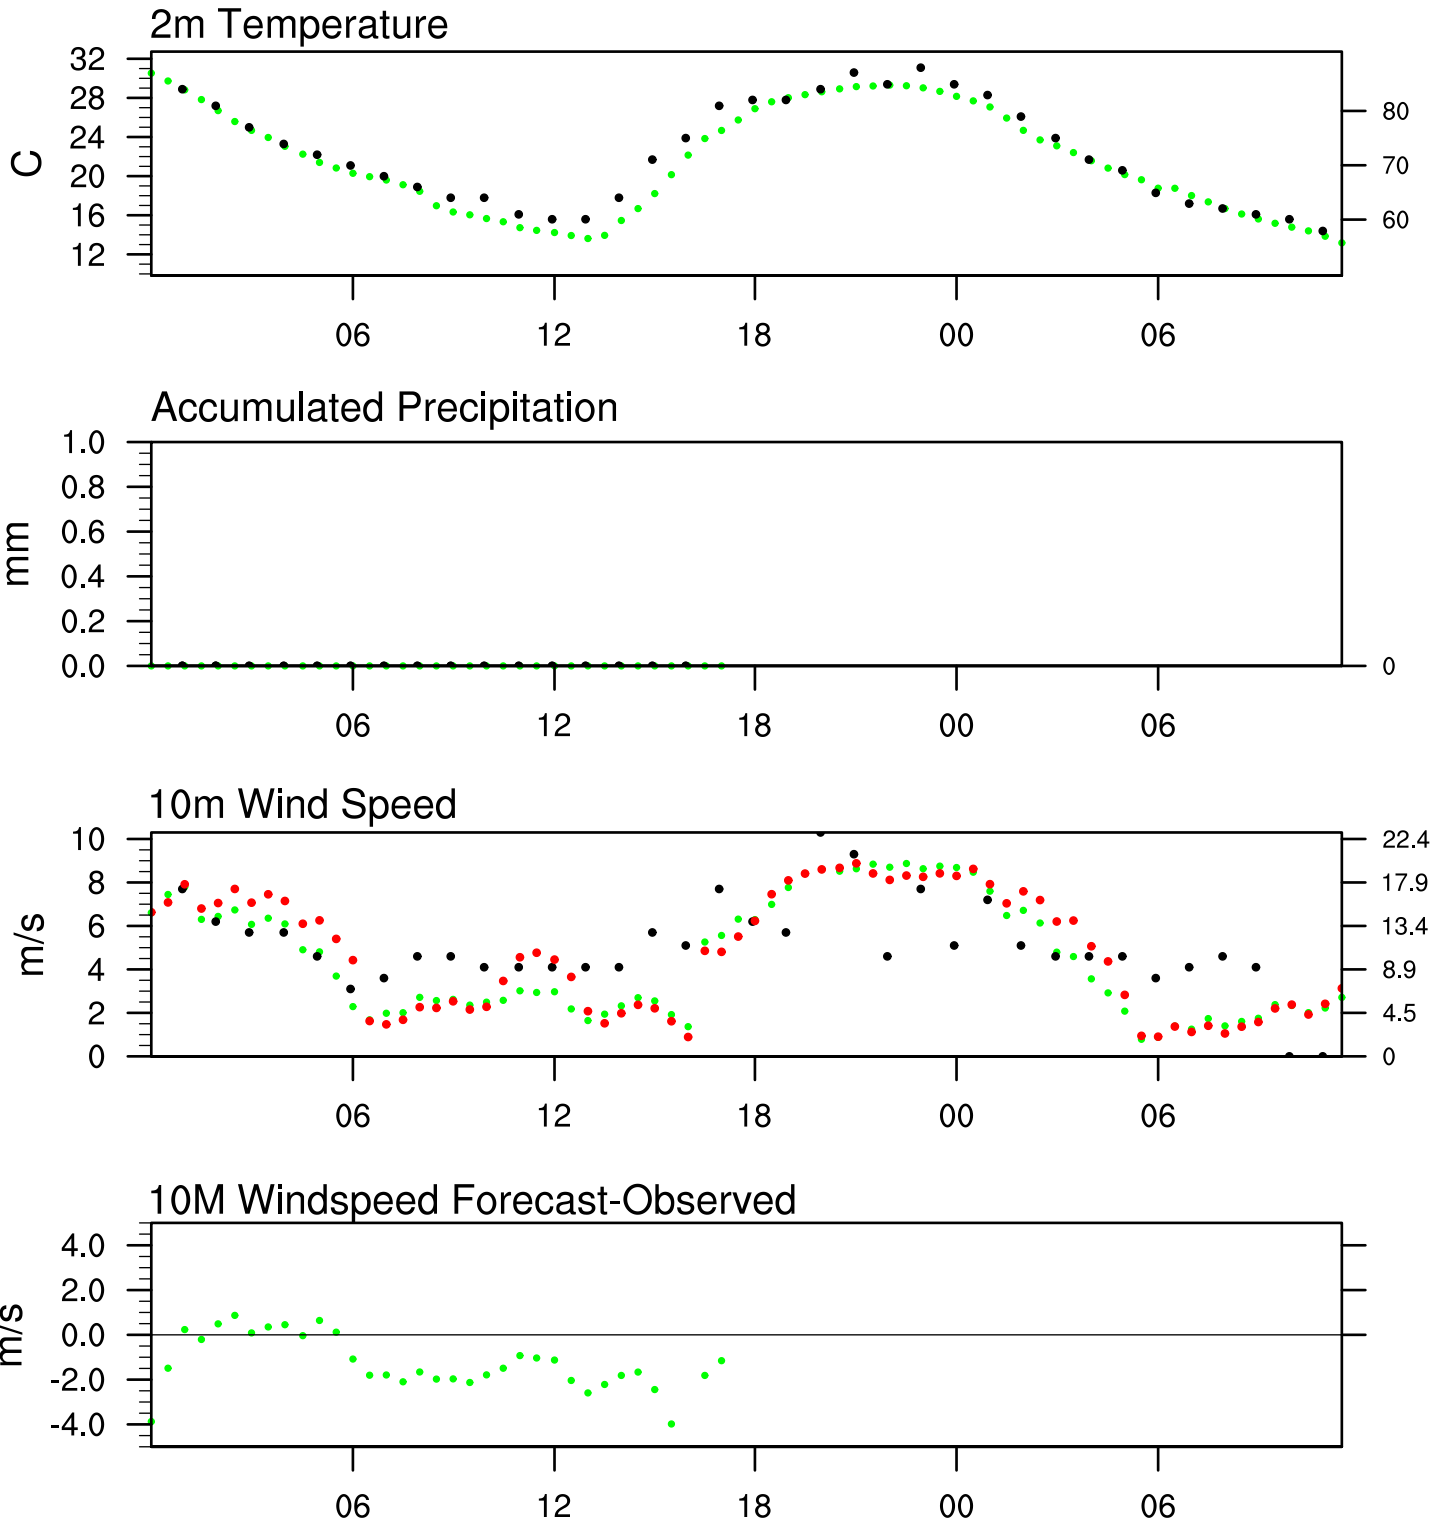 2m Temperature
32
28
24
20
16
12
C
80
70
60
06 12 18 00 06
Accumulated Precipitation
1.0
0.8
0.6
0.4
0.2
0.0
mm
0
06 12 18 00 06
10m Wind Speed
10
8
6
4
2
0
m/s
22.4
17.9
13.4
8.9
4.5
0
06 12 18 00 06
10M Windspeed Forecast-Observed
4.0
2.0
0.0
-2.0
-4.0
m/s
06 12 18 00 06